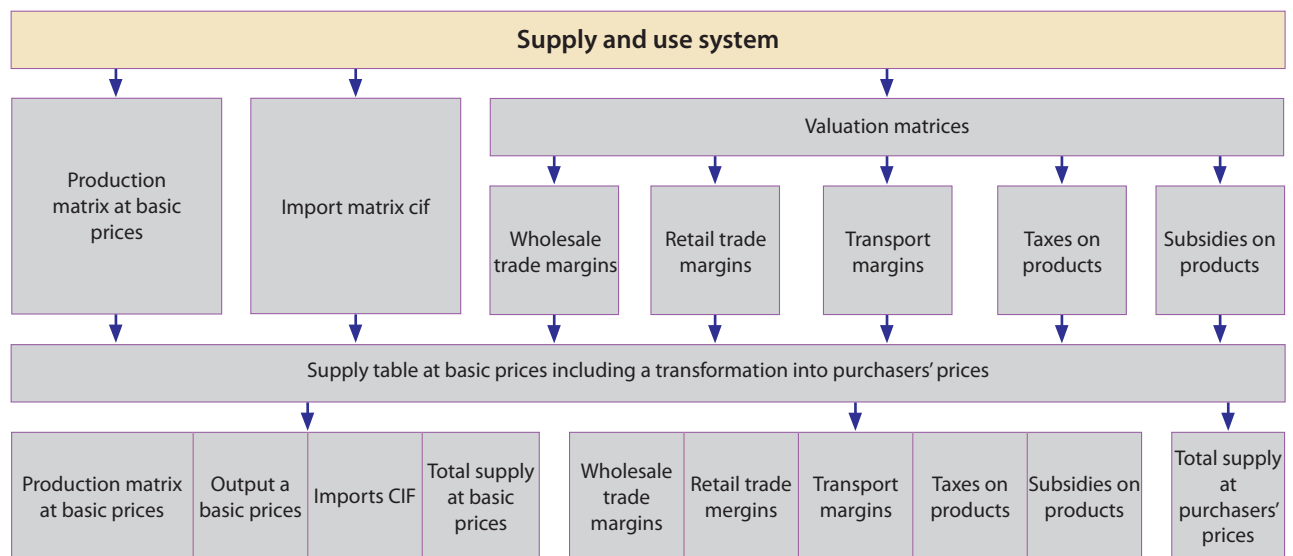 Supply and use system
Production
matrix at basic
prices
Import matrix cif
Valuation matrices
Wholesale
trade margins
Retail trade
margins
Transport
margins
Taxes on
products
Subsidies on
products
Supply table at basic prices including a transformation into purchasers' prices
Production matrix
at basic prices
Output a
basic prices
Imports CIF
Total supply
at basic
prices
Wholesale
trade
margins
Retail trade
mergins
Transport
margins
Taxes on
products
Subsidies on
products
Total supply
at
purchasers'
prices